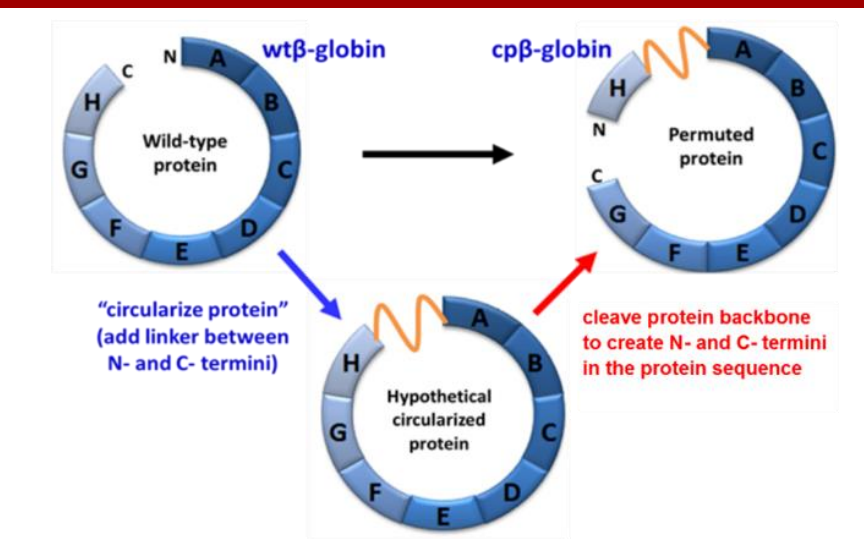 wtβ-globin
N
A
B
C
D
E
F
G
H
C
Wild-type
protein
cpβ-globin
H
N
A
B
C
D
E
F
G
C
Permuted
protein
“circularize protein”
(add linker between
N- and C- termini)
A
B
C
D
E
F
G
H
Hypothetical
circularized
protein
cleave protein backbone
to create N- and C- termini
in the protein sequence